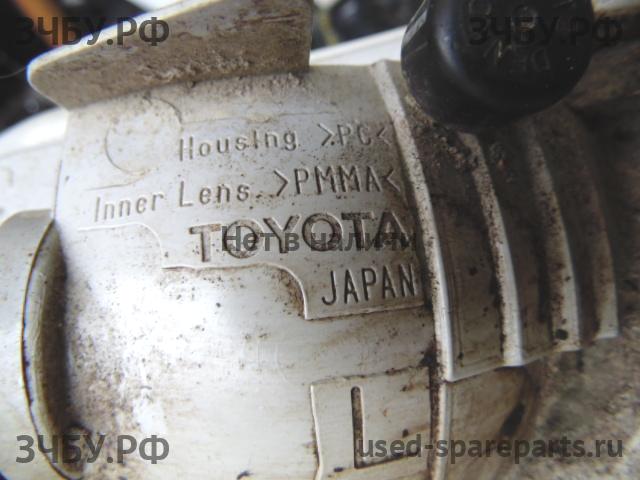 ЗЧБУ.РФ
ЗЧБУ.РФ
Housing >PC<
Inner Lens >PMMA<
TOYOTA
Нет в наличии
JAPAN
L
ЗЧБУ.РФ
used-spareparts.ru